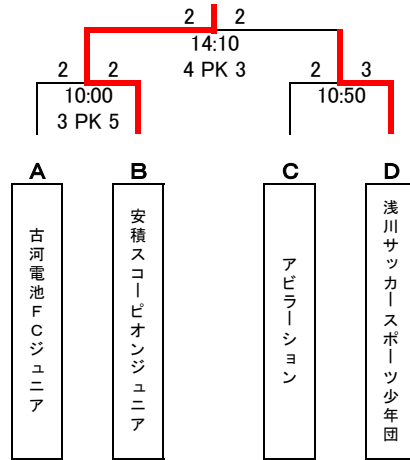 2 2
14:10
4 PK 3
2 2
10:00
3 PK 5
2 3
10:50
A B C D
古河電池FCジュニア
安積スコーピオンジュニア
アビラーション
浅川サッカースポーツ少年団